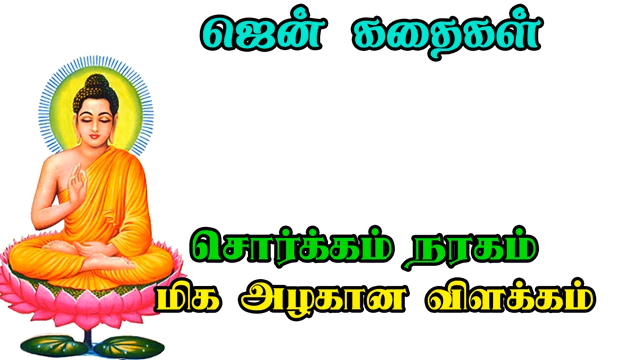 ஜென் கதைகள்
சொர்க்கம் நரகம்
மிக அழகான விளக்கம்